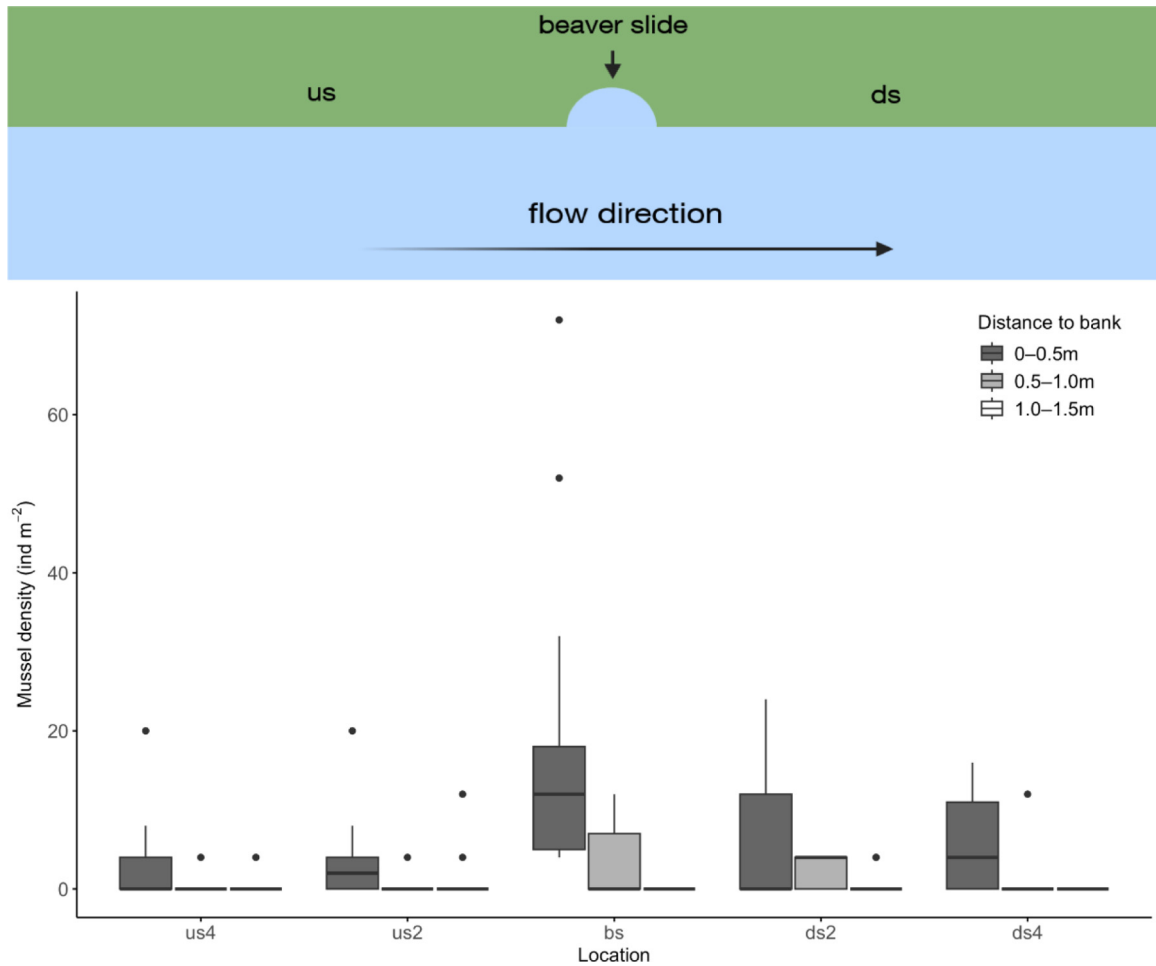 beaver slide
us
ds
flow direction
Distance to bank
0–0.5m
0.5–1.0m
1.0–1.5m
Mussel density (ind m⁻²)
60
40
20
0
us4
us2
bs
ds2
ds4
Location